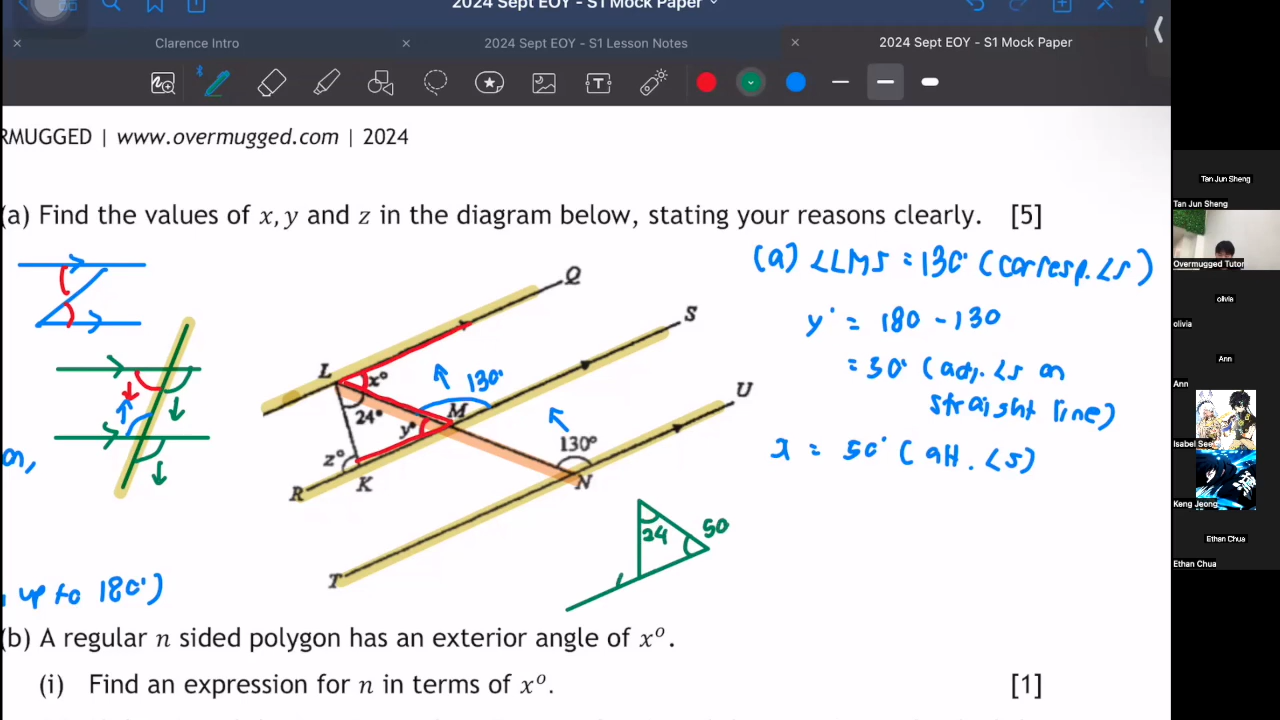 2024 Sept EOY - S1 Mock Paper
Clarence Intro
2024 Sept EOY - S1 Lesson Notes
2024 Sept EOY - S1 Mock Paper
RMUGGED | www.overmugged.com | 2024
(a) Find the values of x, y and z in the diagram below, stating your reasons clearly. [5]
(a) ∠LMS = 130° (corresp. ∠s)
y° = 180 - 130
= 30° (adj. ∠s on
straight line)
x = 50° (alt. ∠s)
Q
S
L
x°
130°
U
24°
M
y°
130°
z°
K
N
R
T
24
50
up to 180°)
(b) A regular n sided polygon has an exterior angle of x°.
(i) Find an expression for n in terms of x°. [1]
Tan Jun Sheng
Tan Jun Sheng
Overmugged Tutor
olivia
olivia
Ann
Ann
Isabel See
Keng Jeong
Ethan Chua
Ethan Chua